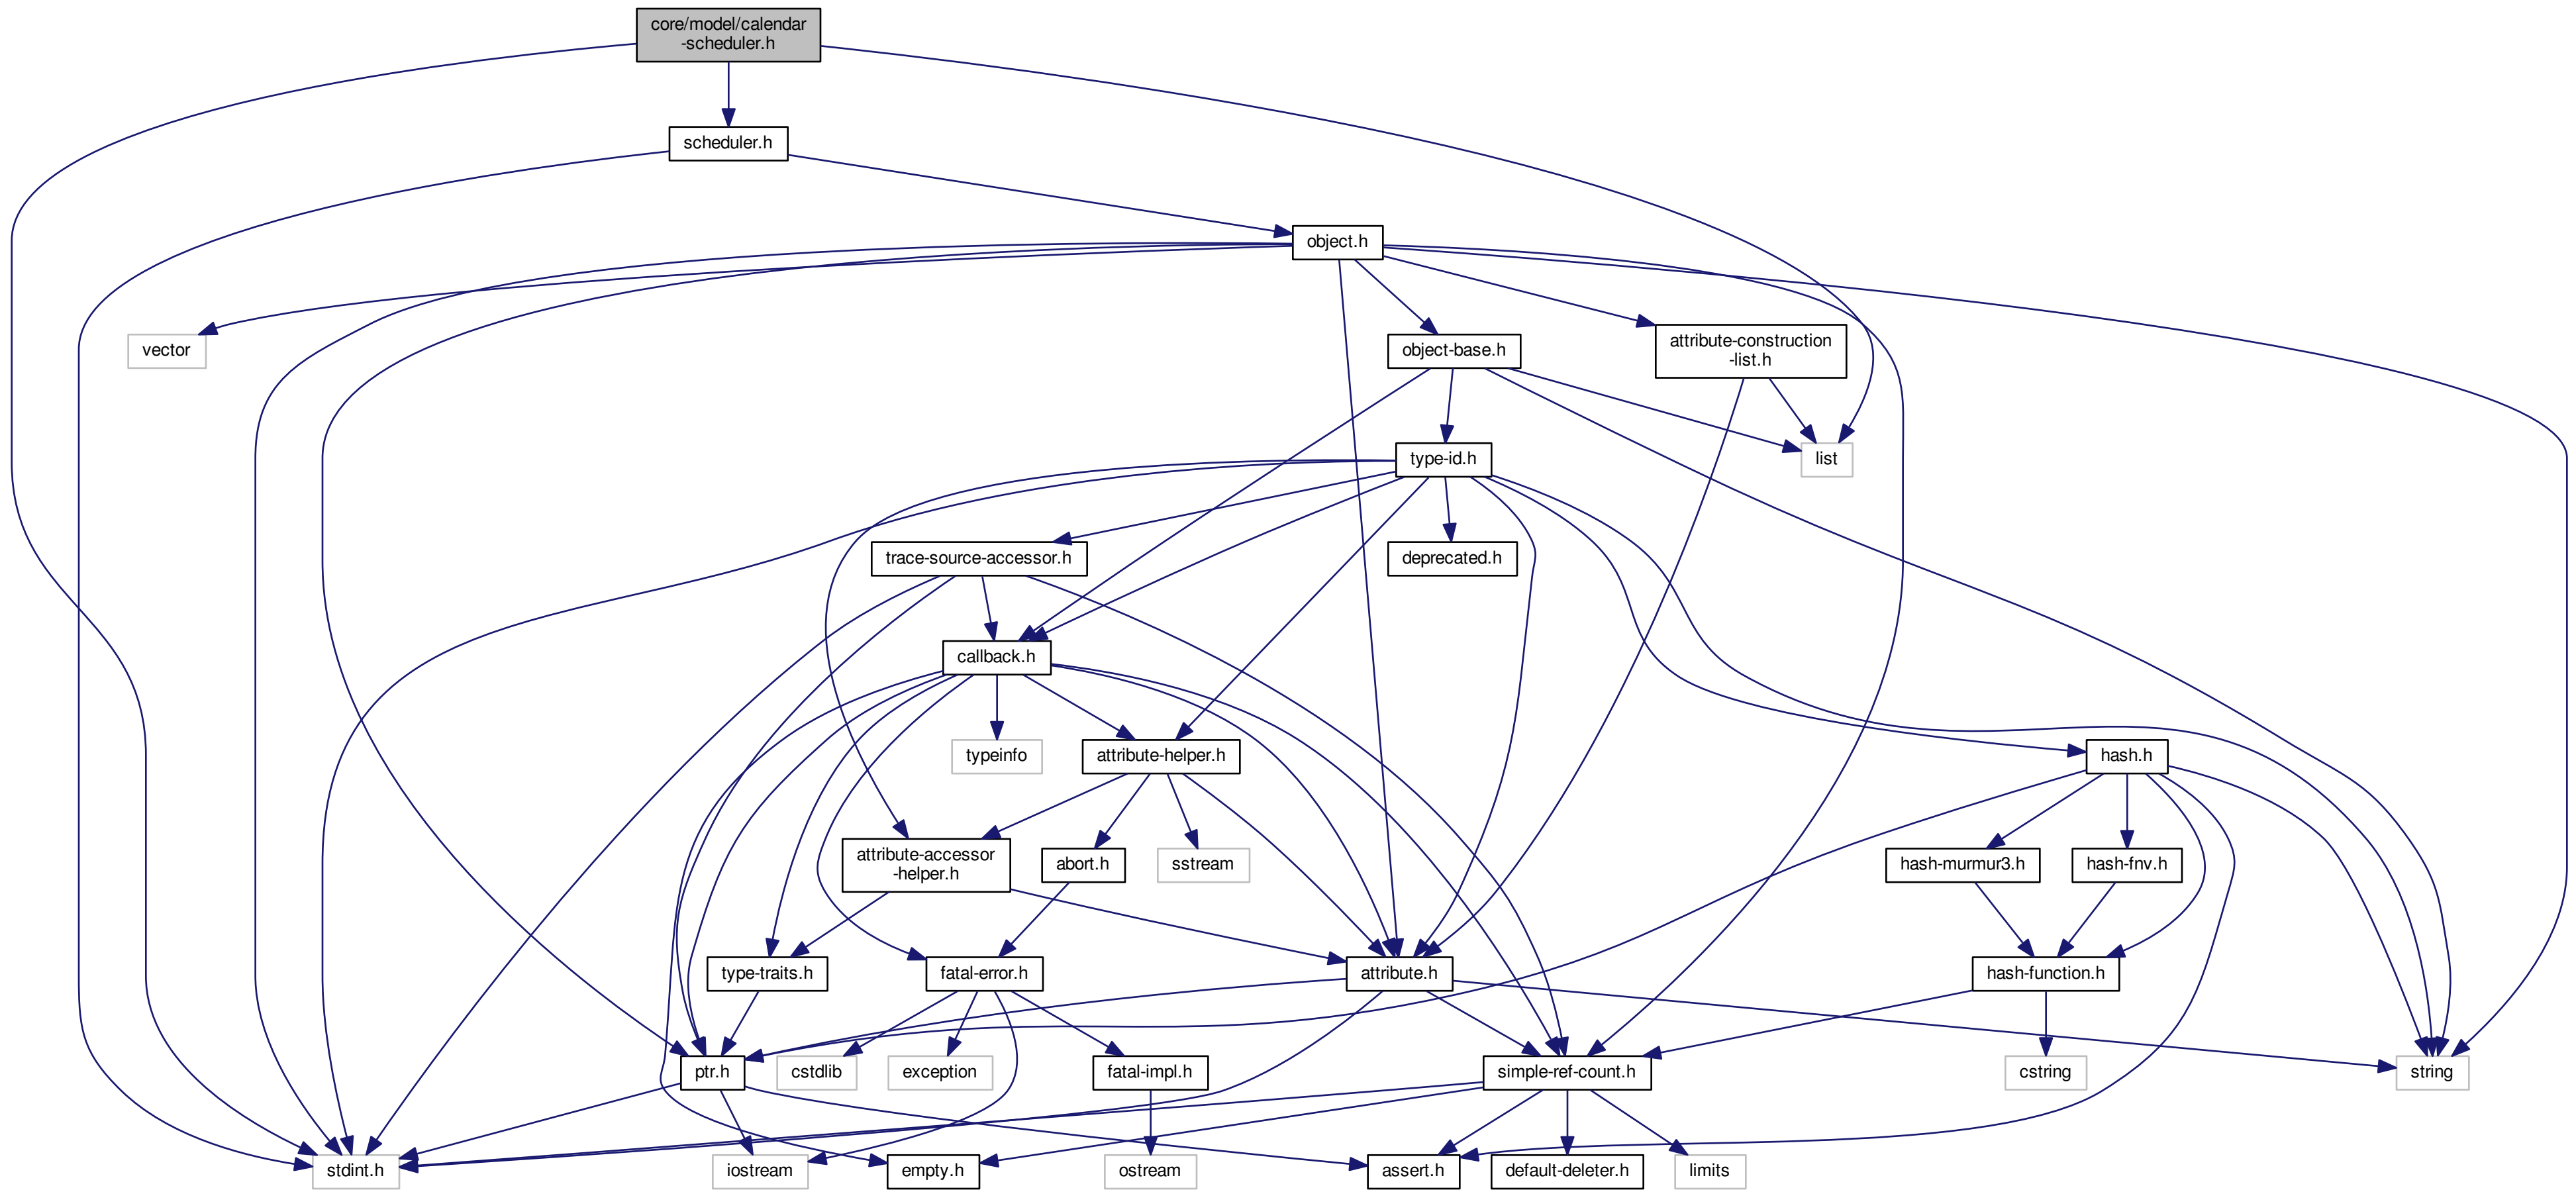 core/model/calendar
-scheduler.h
scheduler.h
object.h
vector
object-base.h
attribute-construction
-list.h
type-id.h
list
trace-source-accessor.h
deprecated.h
callback.h
typeinfo
attribute-helper.h
hash.h
attribute-accessor
-helper.h
abort.h
sstream
hash-murmur3.h
hash-fnv.h
type-traits.h
fatal-error.h
attribute.h
hash-function.h
ptr.h
cstdlib
exception
fatal-impl.h
simple-ref-count.h
cstring
string
stdint.h
iostream
empty.h
ostream
assert.h
default-deleter.h
limits